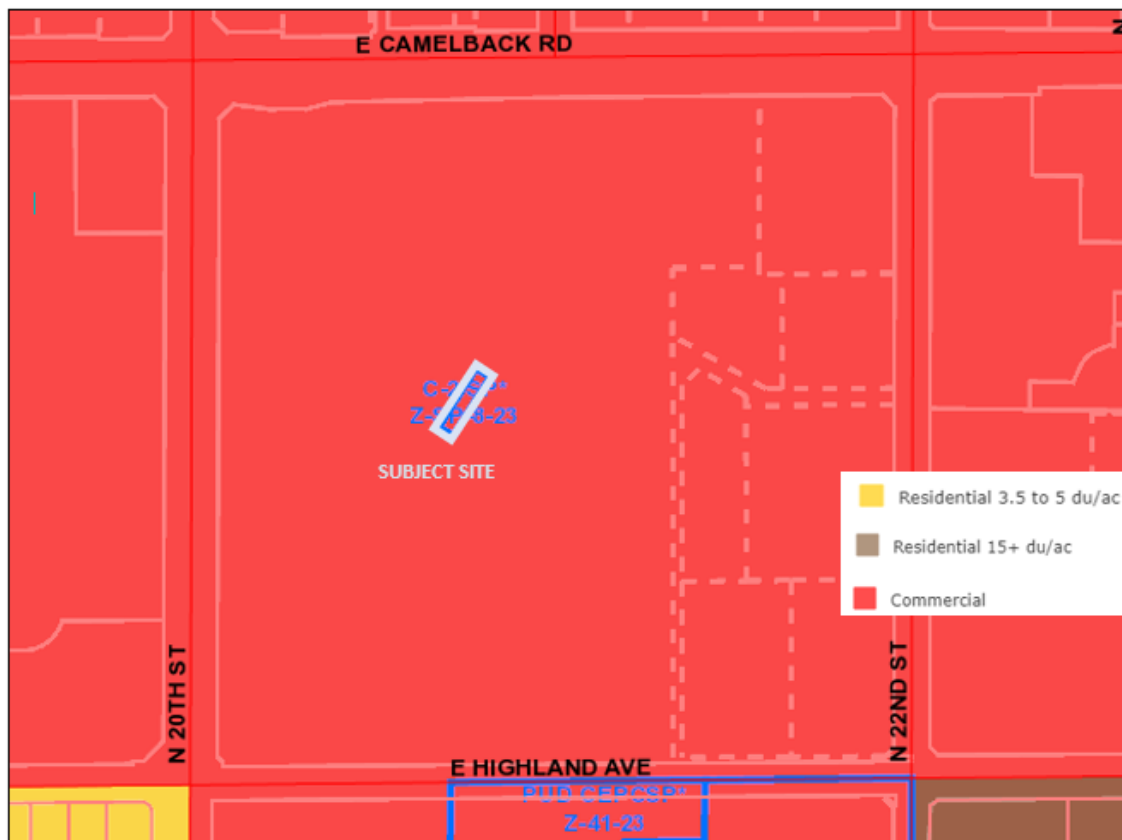 E CAMELBACK RD
Z
SUBJECT SITE
Residential 3.5 to 5 du/ac
Residential 15+ du/ac
Commercial
N 20TH ST
N 22ND ST
E HIGHLAND AVE
Z-41-23